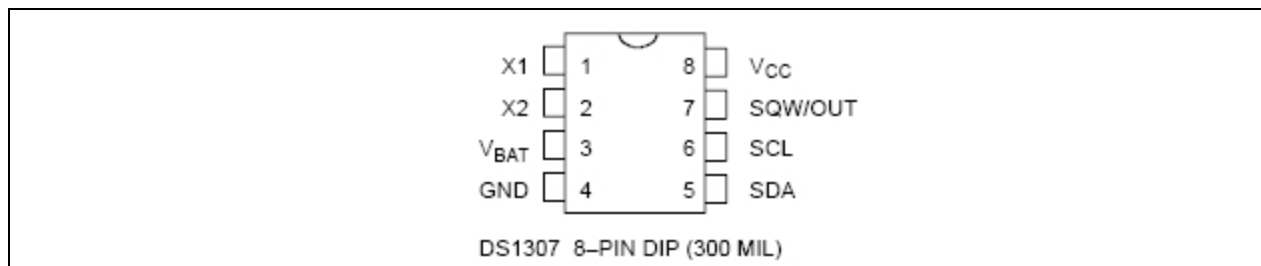 X1 1 8 VCC
X2 2 7 SQW/OUT
VBAT 3 6 SCL
GND 4 5 SDA
DS1307 8–PIN DIP (300 MIL)